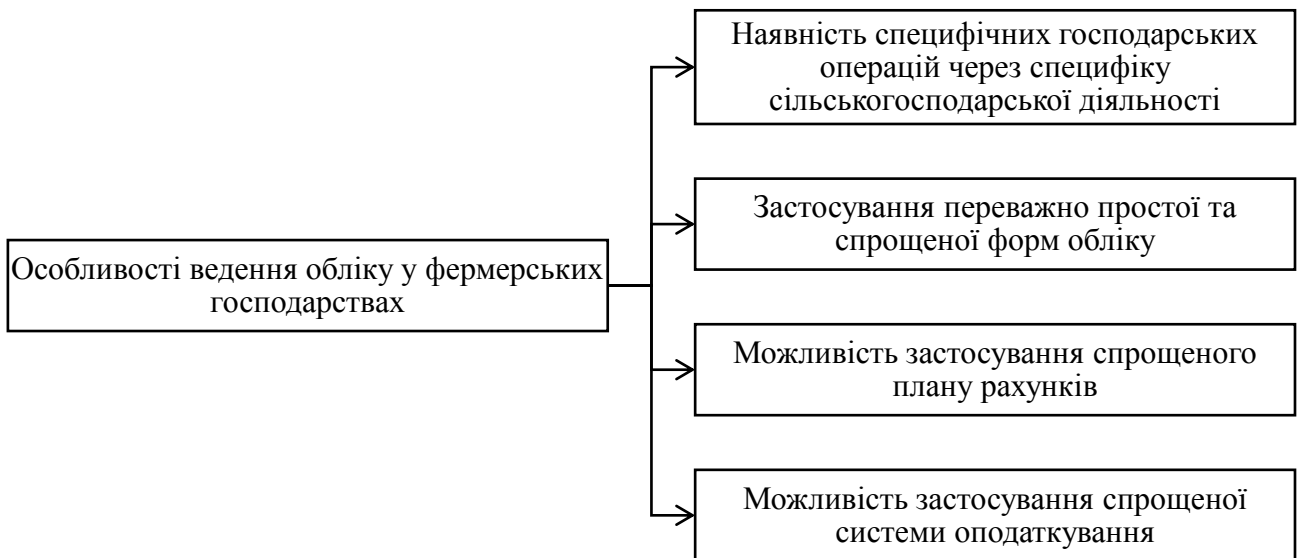 Наявність специфічних господарських
операцій через специфіку
сільськогосподарської діяльності
Застосування переважно простої та
спрощеної форм обліку
Особливості ведення обліку у фермерських
господарствах
Можливість застосування спрощеного
плану рахунків
Можливість застосування спрощеної
системи оподаткування